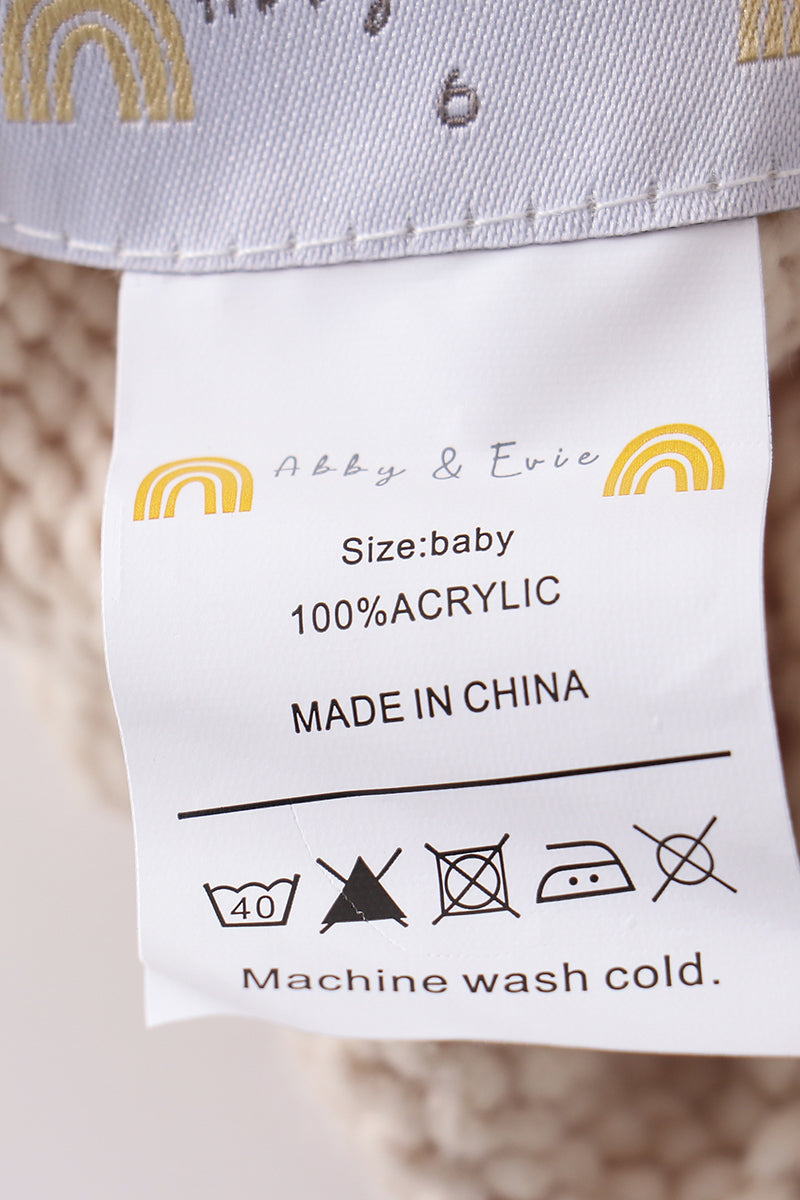 6
Abby & Evie
Size:baby
100%ACRYLIC
MADE IN CHINA
40
Machine wash cold.